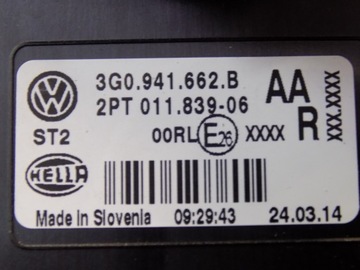 3G0.941.662.B AA
2PT 011.839-06 R
XXX.XXXX
ST2 00RL E26 XXXX
HELLA
Made in Slovenia 09:29:43 24.03.14